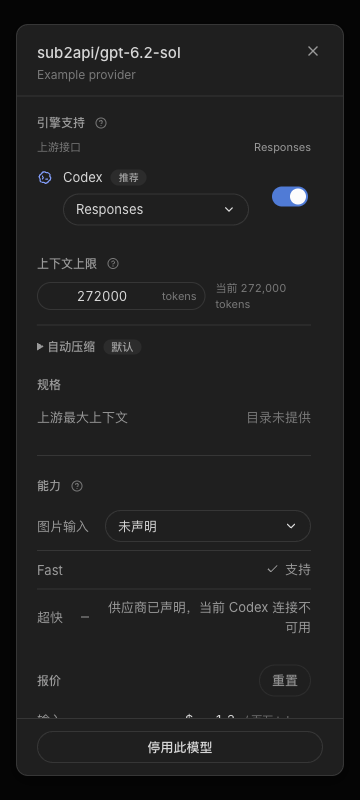 sub2api/gpt-6.2-sol
Example provider
引擎支持
上游接口 Responses
Codex 推荐
Responses
上下文上限
272000 tokens 当前 272,000
tokens
自动压缩 默认
规格
上游最大上下文 目录未提供
能力
图片输入 未声明
Fast 支持
超快 — 供应商已声明，当前 Codex 连接不
可用
报价 重置
停用此模型